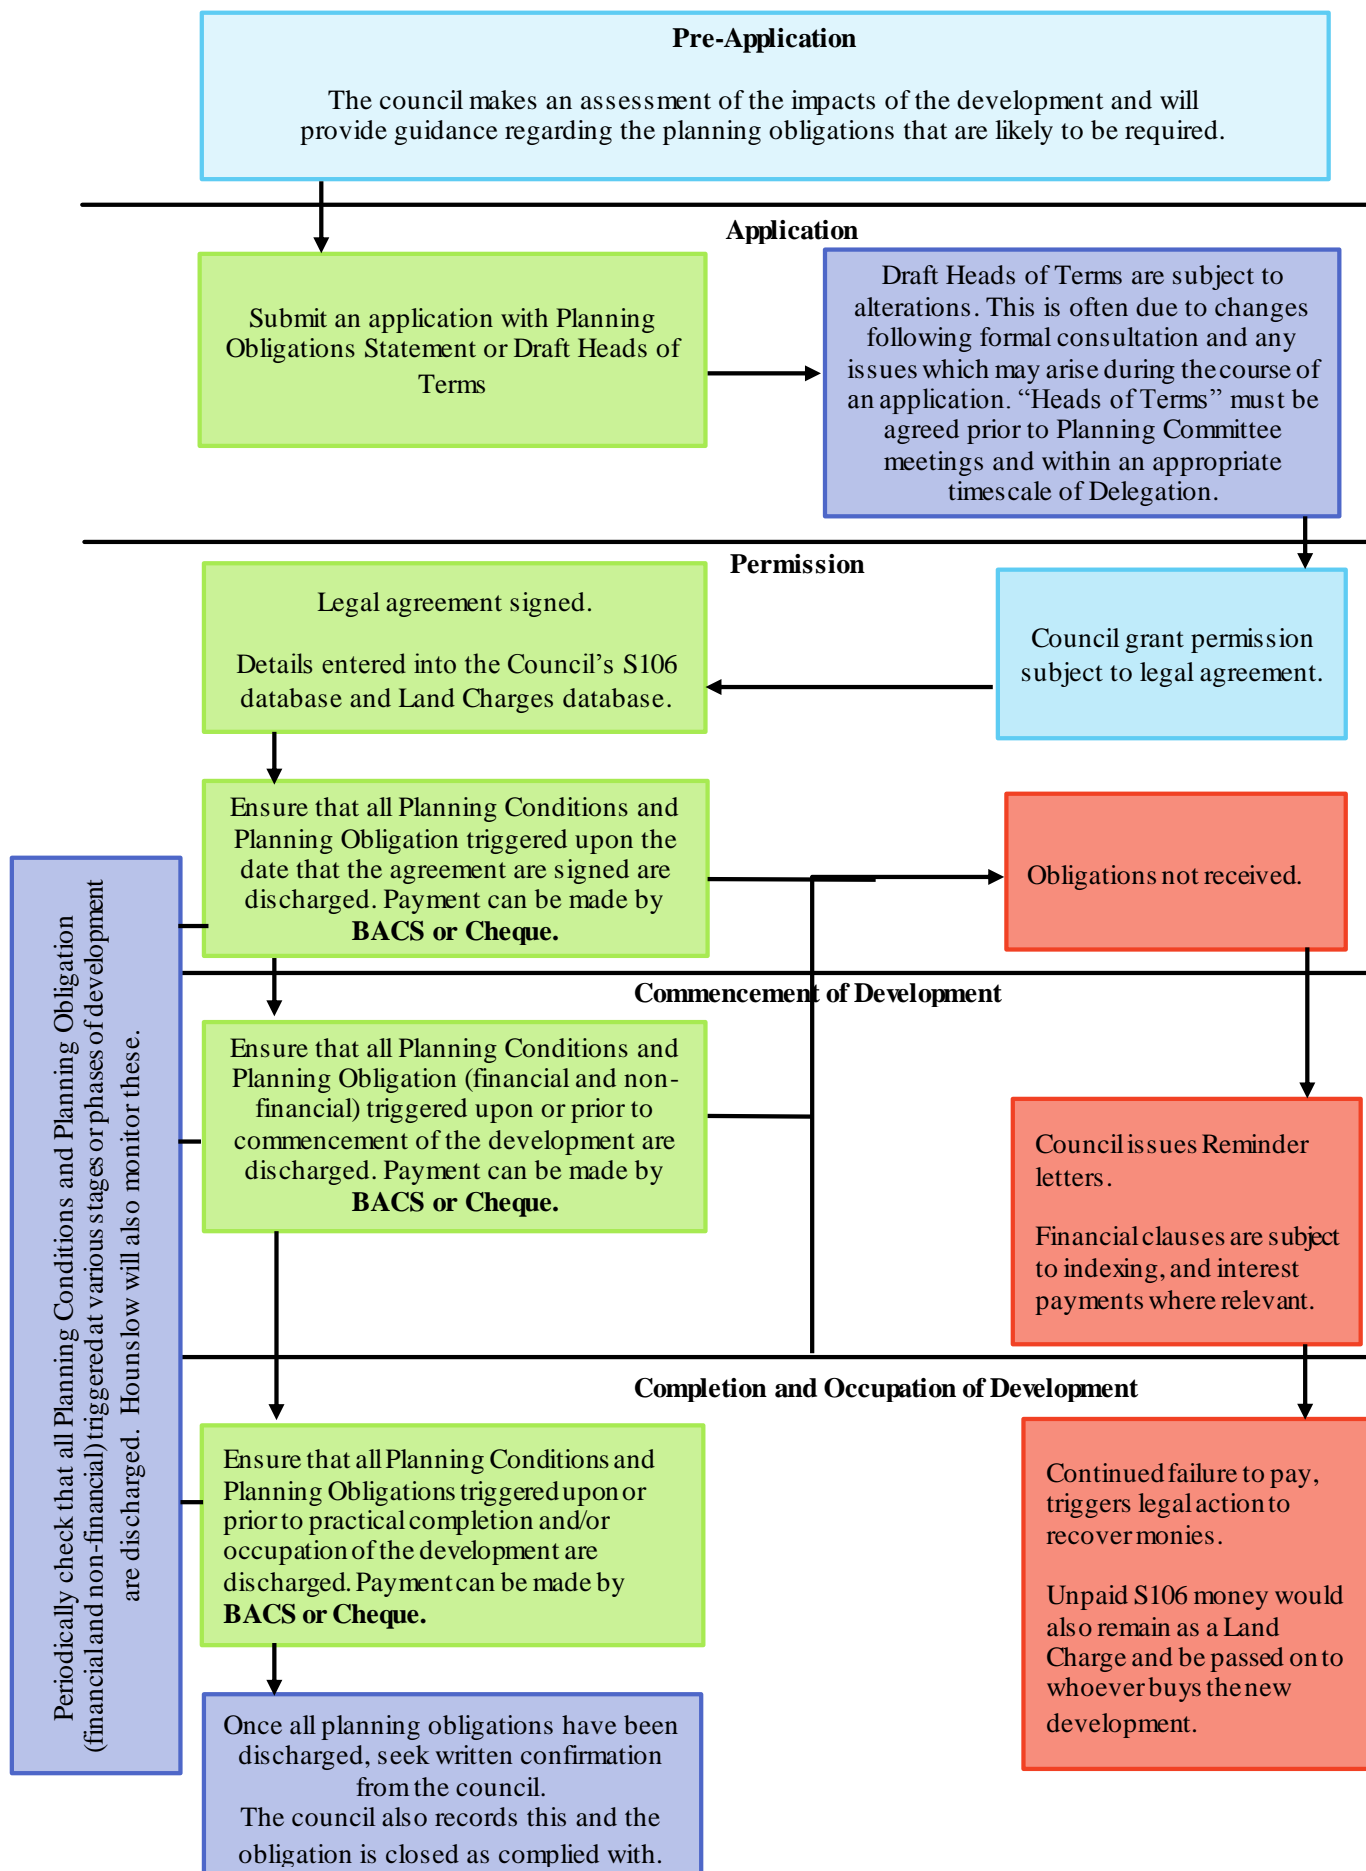 Pre-Application
The council makes an assessment of the impacts of the development and will
provide guidance regarding the planning obligations that are likely to be required.
Application
Submit an application with Planning
Obligations Statement or Draft Heads of
Terms
Draft Heads of Terms are subject to
alterations. This is often due to changes
following formal consultation and any
issues which may arise during the course of
an application. “Heads of Terms” must be
agreed prior to Planning Committee
meetings and within an appropriate
timescale of Delegation.
Permission
Legal agreement signed.
Details entered into the Council’s S106
database and Land Charges database.
Council grant permission
subject to legal agreement.
Ensure that all Planning Conditions and
Planning Obligation triggered upon the
date that the agreement are signed are
discharged. Payment can be made by
BACS or Cheque.
Obligations not received.
Periodically check that all Planning Conditions and Planning Obligation
(financial and non-financial) triggered at various stages or phases of development
are discharged. Hounslow will also monitor these.
Commencement of Development
Ensure that all Planning Conditions and
Planning Obligation (financial and non-
financial) triggered upon or prior to
commencement of the development are
discharged. Payment can be made by
BACS or Cheque.
Council issues Reminder
letters.
Financial clauses are subject
to indexing, and interest
payments where relevant.
Completion and Occupation of Development
Ensure that all Planning Conditions and
Planning Obligations triggered upon or
prior to practical completion and/or
occupation of the development are
discharged. Payment can be made by
BACS or Cheque.
Continued failure to pay,
triggers legal action to
recover monies.
Unpaid S106 money would
also remain as a Land
Charge and be passed on to
whoever buys the new
development.
Once all planning obligations have been
discharged, seek written confirmation
from the council.
The council also records this and the
obligation is closed as complied with.